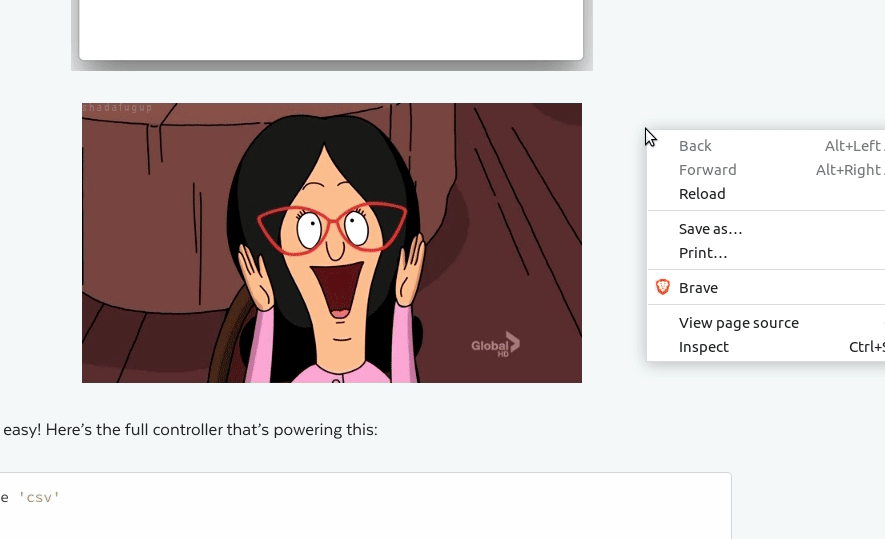 shadafugup
Back Alt+Left
Forward Alt+Right
Reload
Save as...
Print...
Brave
View page source
Inspect Ctrl+S
Global
HD
easy! Here’s the full controller that’s powering this:
e 'csv'